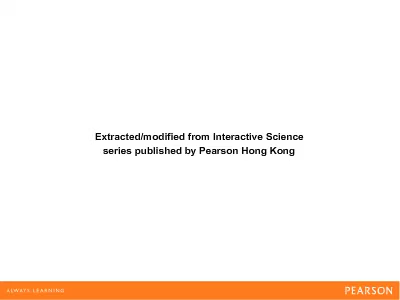 Extracted/modified from Interactive Science
series published by Pearson Hong Kong
ALWAYS LEARNING
PEARSON